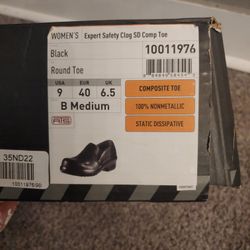 WOMEN'S Expert Safety Clog SD Comp Toe
Black
10011976
Round Toe
USA EUR UK
9 40 6.5
B Medium
COMPOSITE TOE
100% NONMETALLIC
STATIC DISSIPATIVE
35ND22